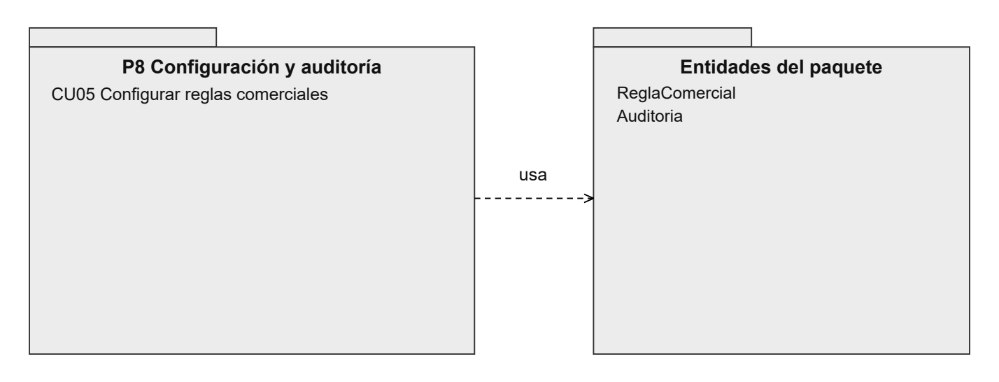 P8 Configuración y auditoría
CU05 Configurar reglas comerciales
usa
Entidades del paquete
ReglaComercial
Auditoria